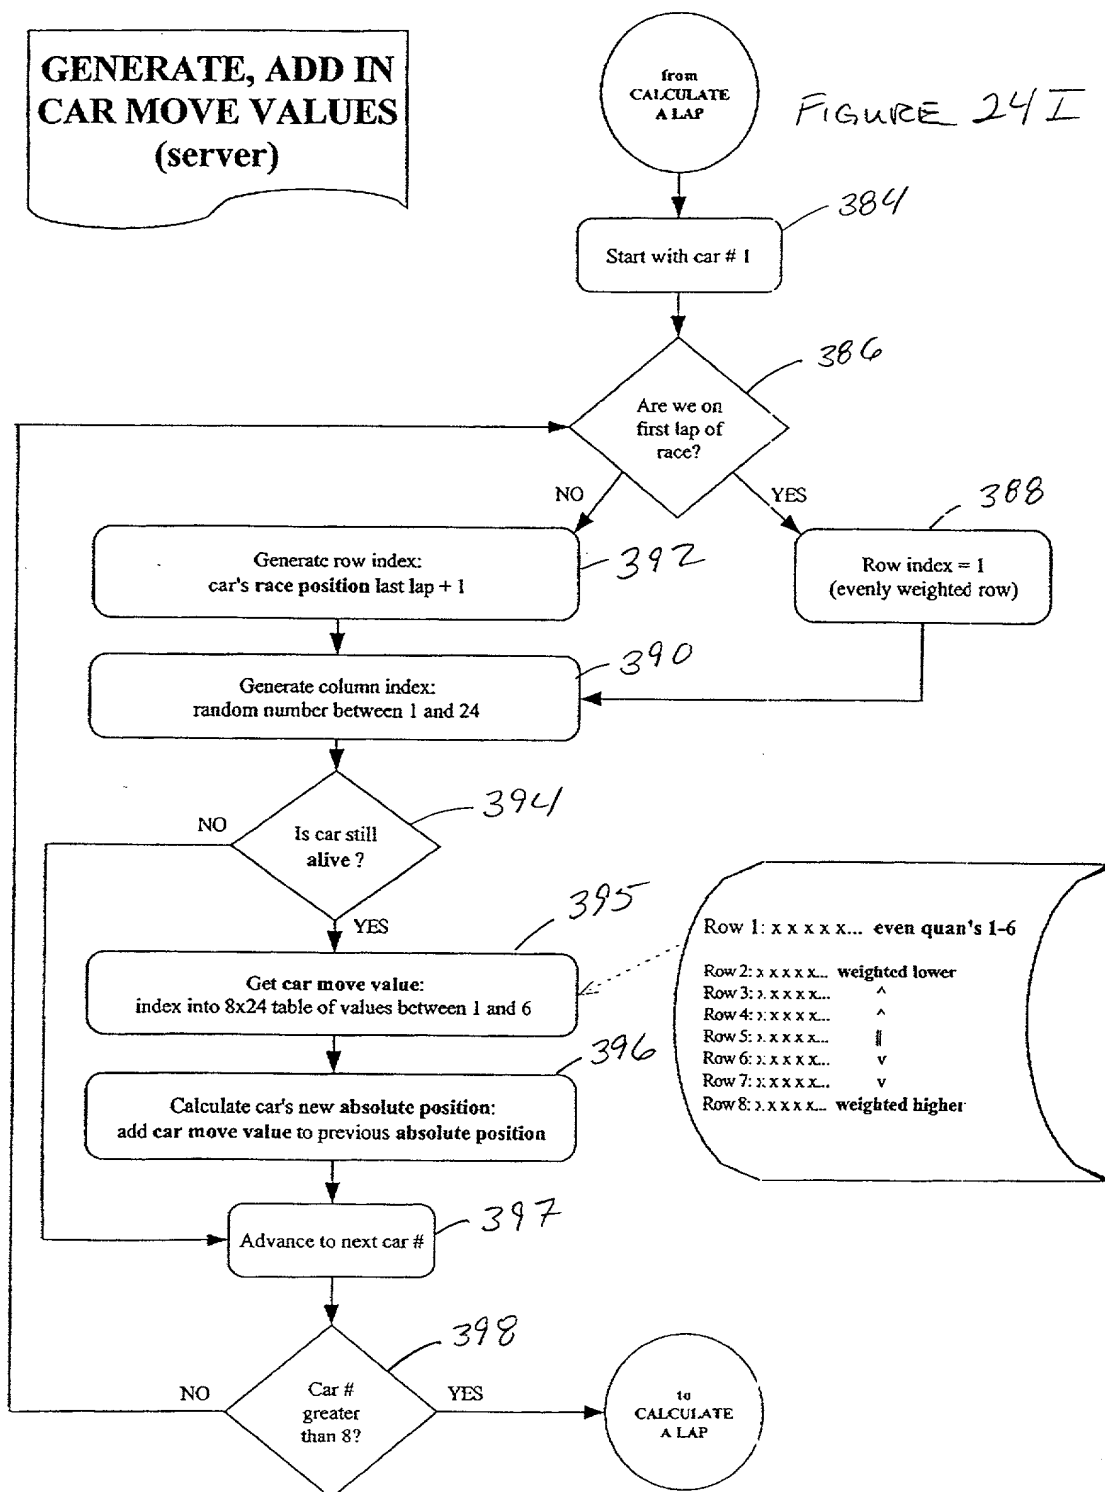 GENERATE, ADD IN
CAR MOVE VALUES
(server)
from
CALCULATE
A LAP
FIGURE 24I
384
Start with car # 1
386
Are we on
first lap of
race?
NO
YES
388
Generate row index:
car's race position last lap + 1
392
Row index = 1
(evenly weighted row)
390
Generate column index:
random number between 1 and 24
394
NO
Is car still
alive ?
YES
395
Get car move value:
index into 8x24 table of values between 1 and 6
Row 1: x x x x x... even quan's 1-6
Row 2: x x x x x... weighted lower
Row 3: x x x x x... ^
Row 4: x x x x x... ^
Row 5: x x x x x... ||
Row 6: x x x x x... v
Row 7: x x x x x... v
Row 8: x x x x x... weighted higher
396
Calculate car's new absolute position:
add car move value to previous absolute position
397
Advance to next car #
398
NO
Car #
greater
than 8?
YES
to
CALCULATE
A LAP